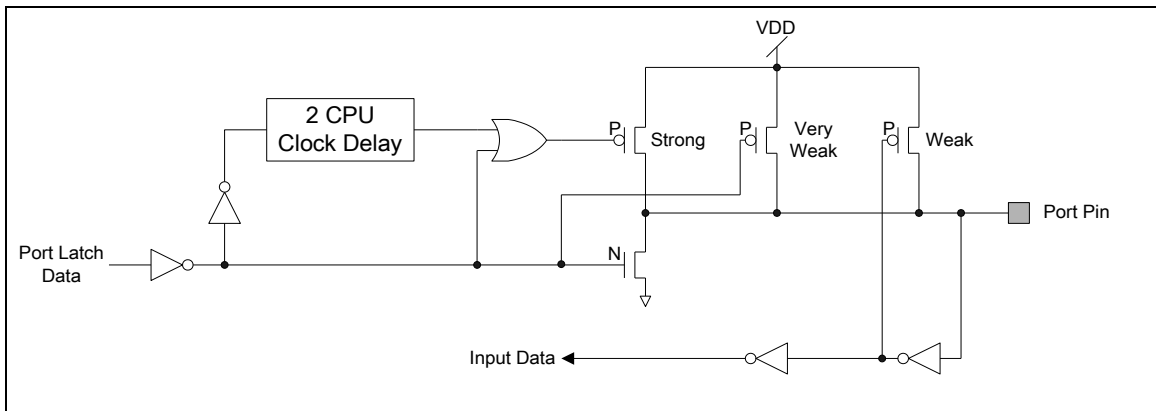 VDD
2 CPU
Clock Delay
P
Strong
P
Very
Weak
P
Weak
Port Pin
Port Latch
Data
N
Input Data